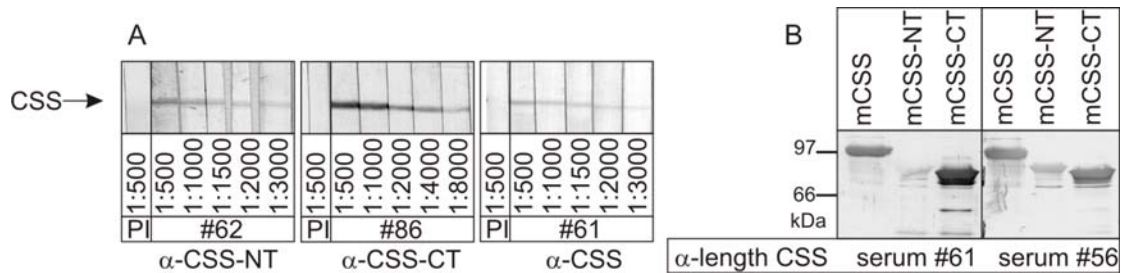 A
CSS
1:500 1:500 1:1000 1:1500 1:2000 1:3000
1:500 1:500 1:1000 1:2000 1:4000 1:8000
1:500 1:500 1:1000 1:1500 1:2000 1:3000
PI #62 PI #86 PI #61
α-CSS-NT α-CSS-CT α-CSS
B
mCSS mCSS-NT mCSS-CT mCSS mCSS-NT mCSS-CT
97
66
kDa
α-length CSS serum #61 serum #56